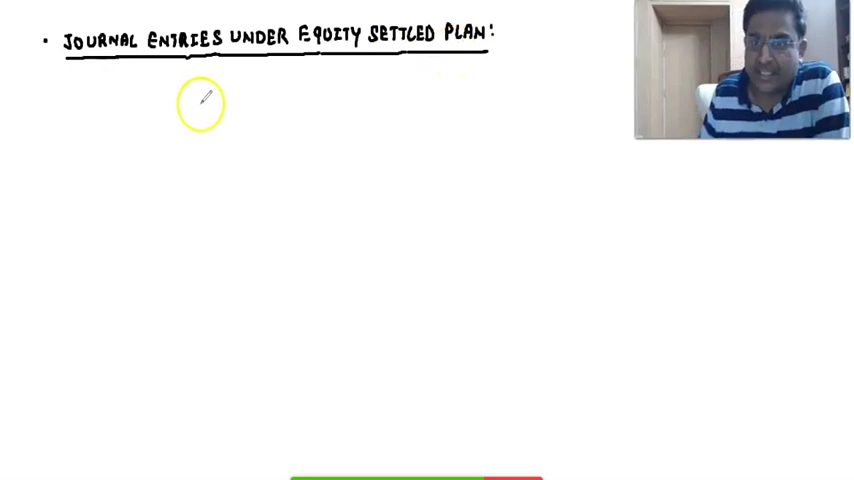 • JOURNAL ENTRIES UNDER EQUITY SETTLED PLAN: